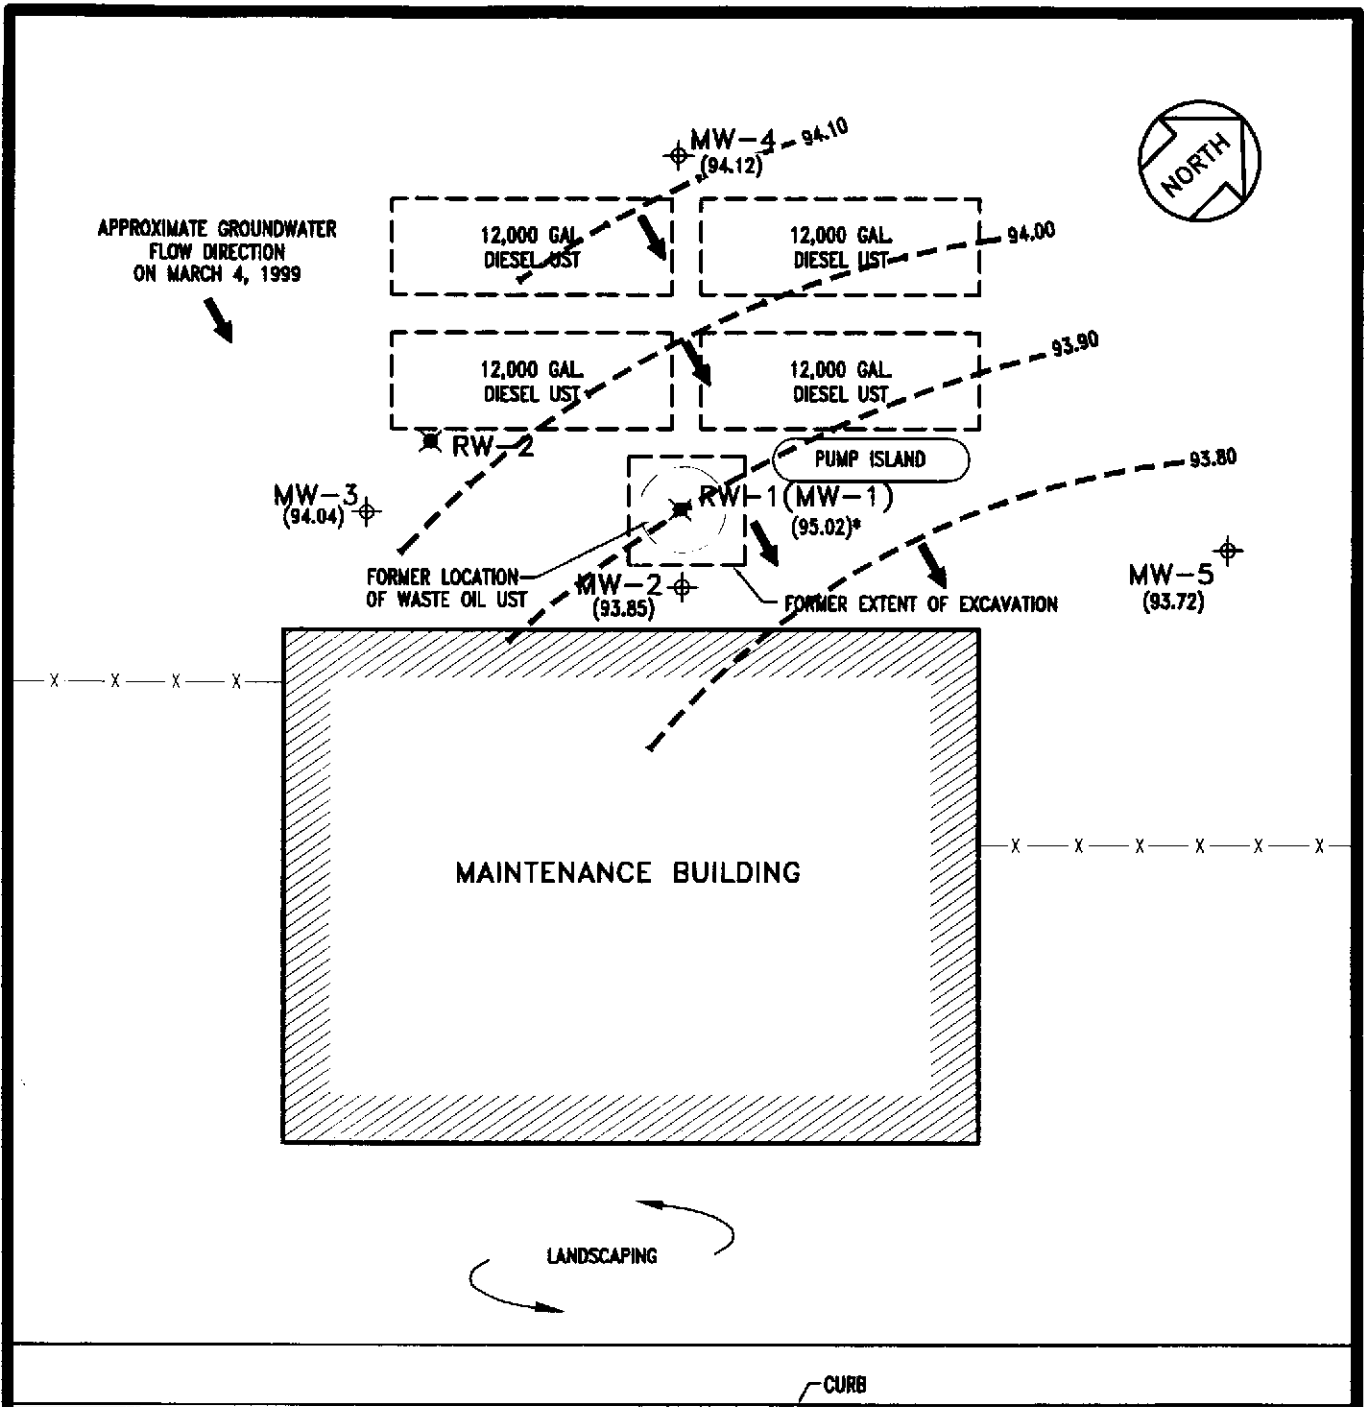 MW-4
(94.12)
94.10
NORTH
APPROXIMATE GROUNDWATER
FLOW DIRECTION
ON MARCH 4, 1999
12,000 GAL.
DIESEL UST
12,000 GAL.
DIESEL UST
94.00
12,000 GAL.
DIESEL UST
12,000 GAL.
DIESEL UST
93.90
RW-2
PUMP ISLAND
93.80
MW-3
(94.04)
RW-1(MW-1)
(95.02)*
FORMER LOCATION
OF WASTE OIL UST
MW-2
(93.85)
FORMER EXTENT OF EXCAVATION
MW-5
(93.72)
X X X X
X X X X X X
MAINTENANCE BUILDING
LANDSCAPING
CURB